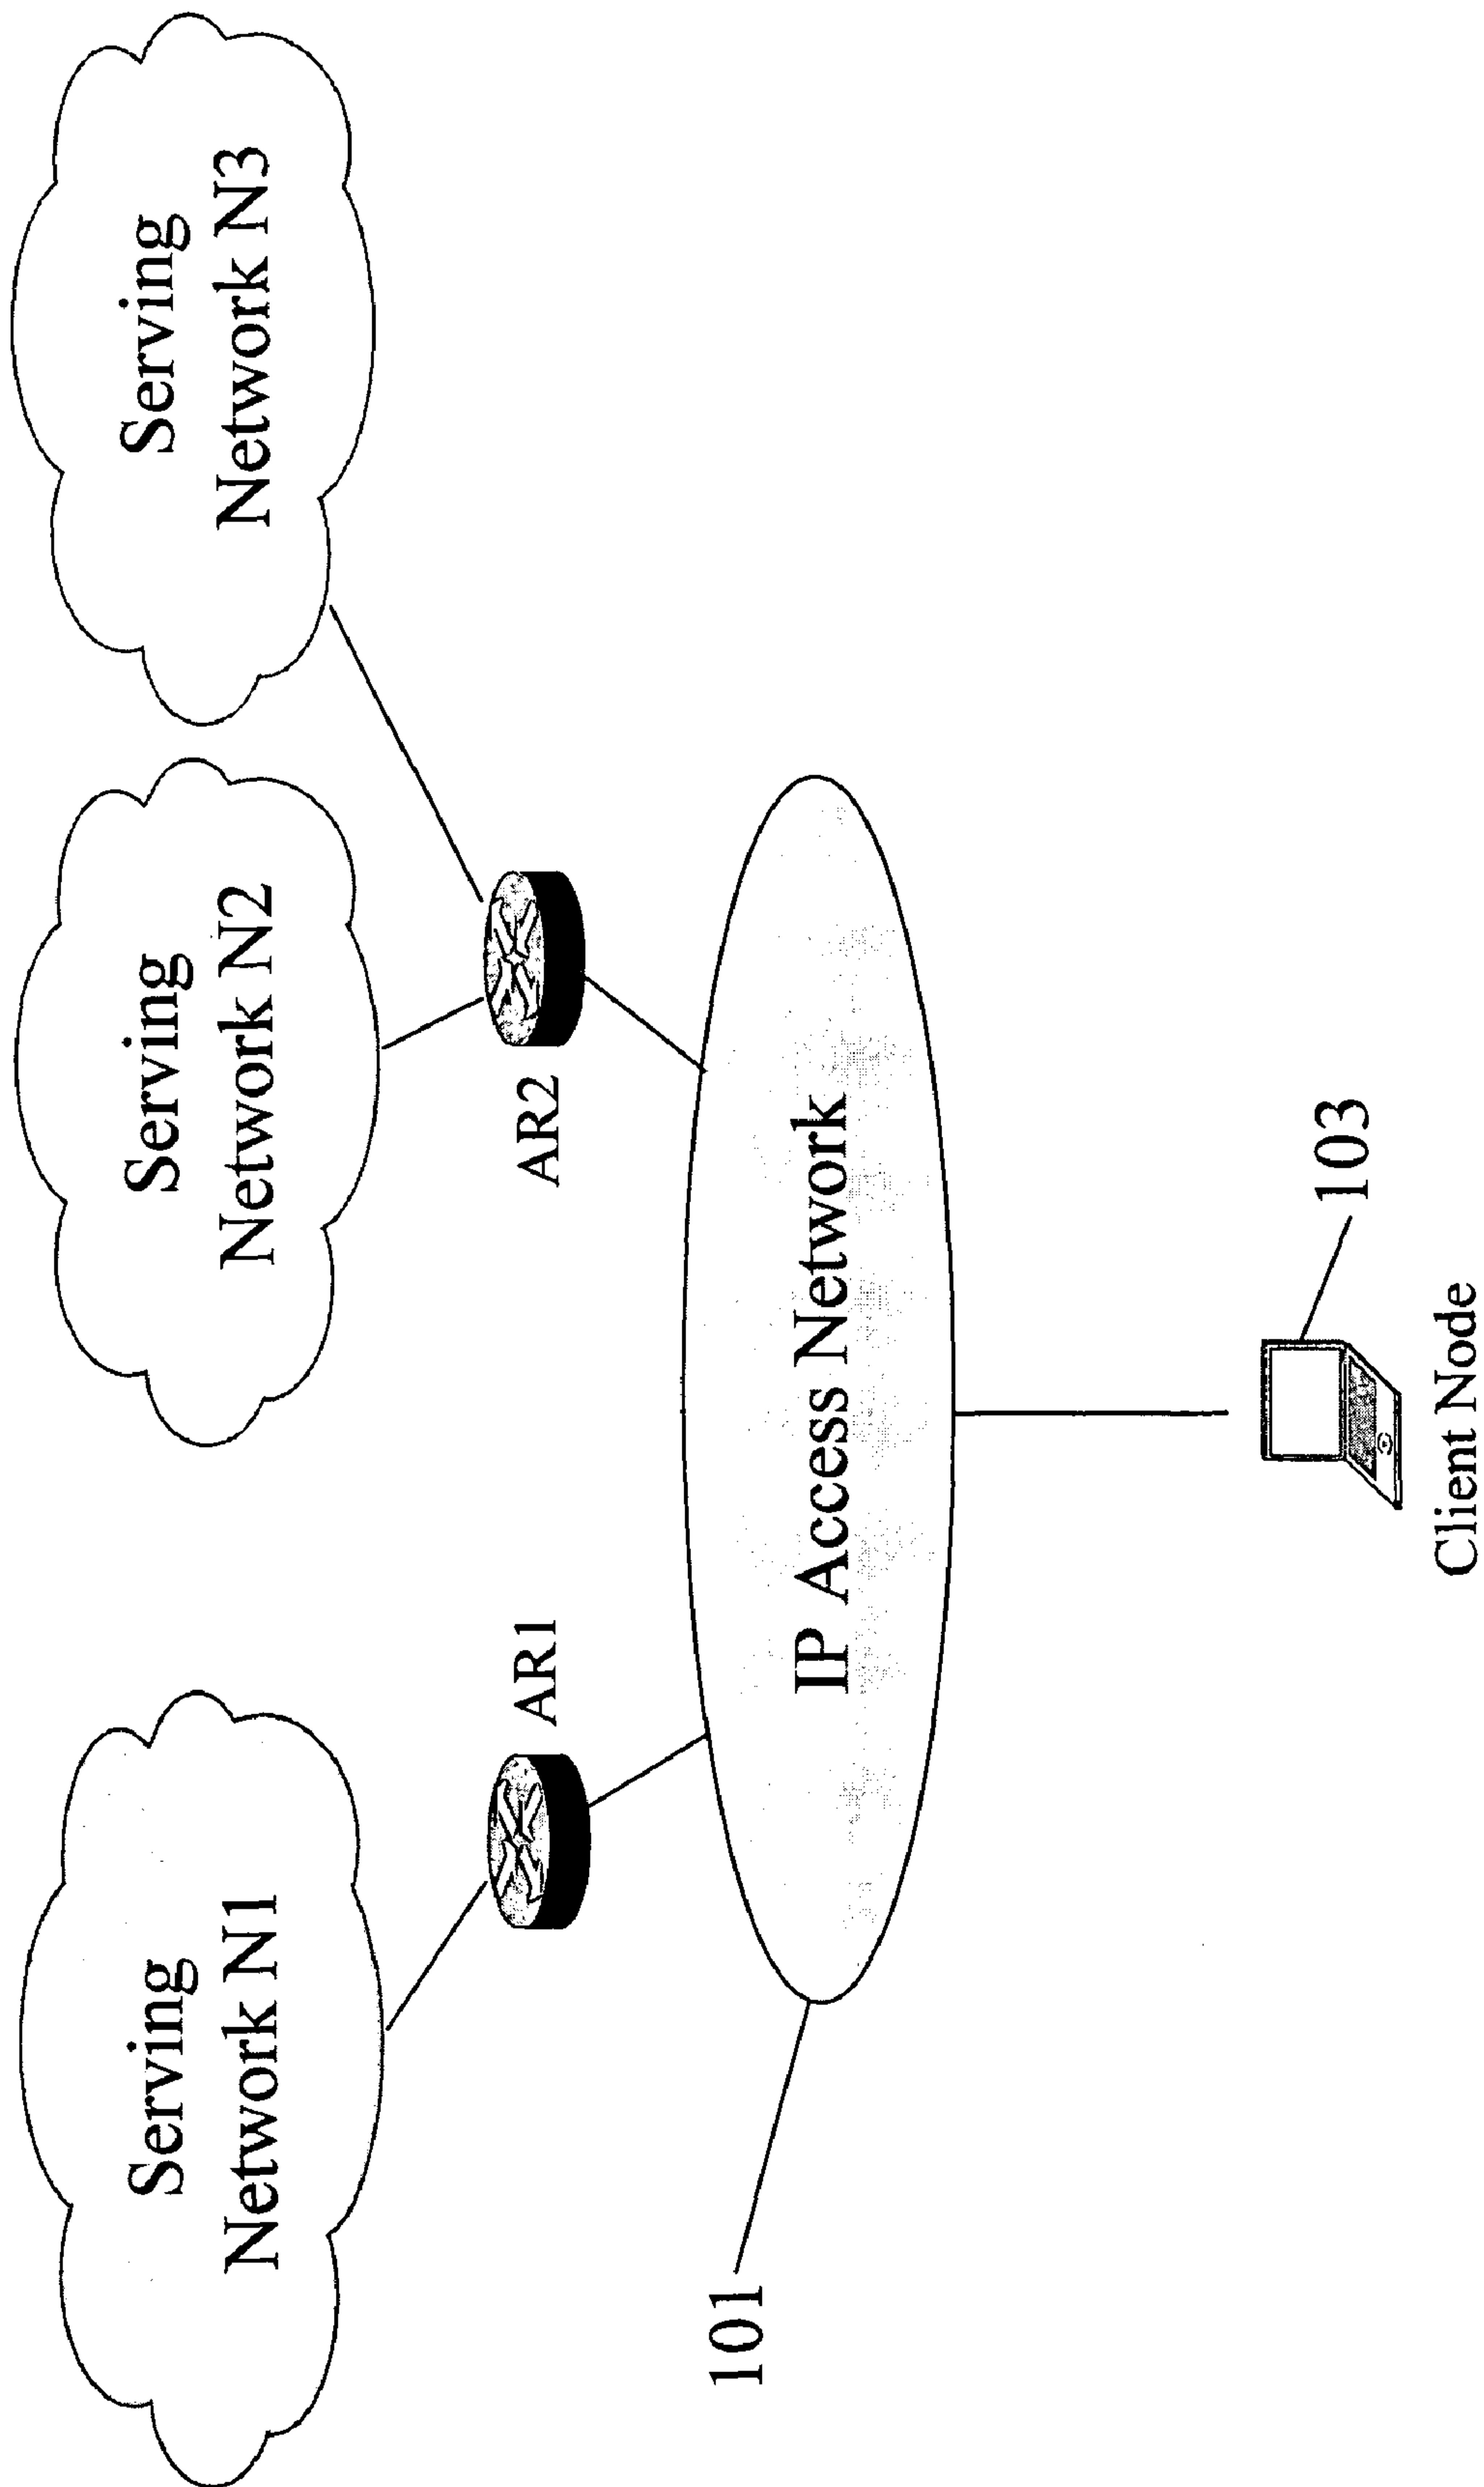 Serving
Network N1
Serving
Network N2
Serving
Network N3
AR1
AR2
101
IP Access Network
103
Client Node